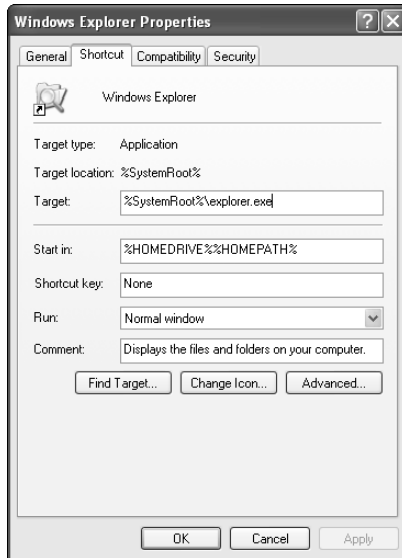 Windows Explorer Properties
General Shortcut Compatibility Security
Windows Explorer
Target type: Application
Target location: %SystemRoot%
Target: %SystemRoot%\explorer.exe
Start in: %HOMEDRIVE%%HOMEPATH%
Shortcut key: None
Run: Normal window
Comment: Displays the files and folders on your computer.
Find Target... Change Icon... Advanced...
OK Cancel Apply